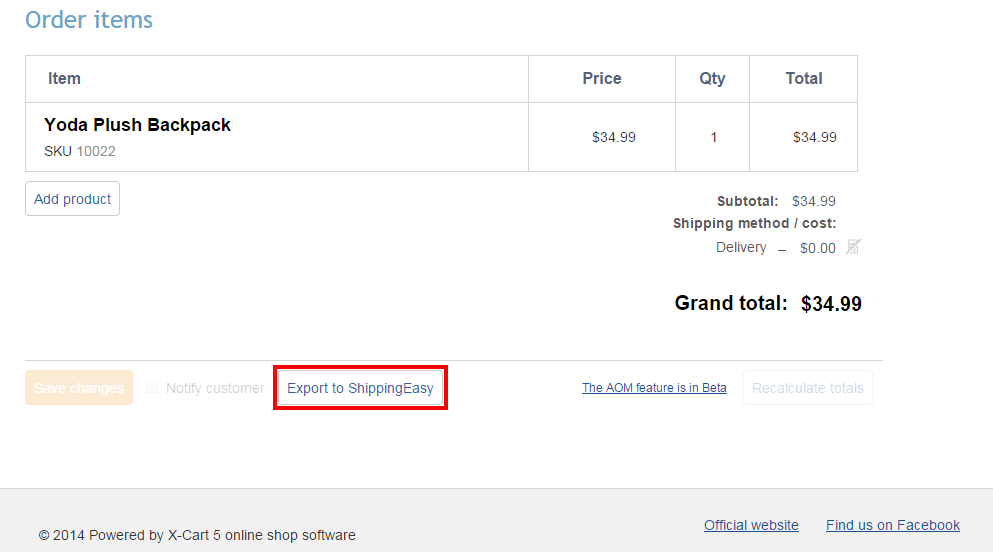 Order items
Item Price Qty Total
Yoda Plush Backpack
SKU 10022
$34.99 1 $34.99
Add product
Subtotal: $34.99
Shipping method / cost:
Delivery – $0.00
Grand total: $34.99
Save changes Notify customer Export to ShippingEasy The AOM feature is in Beta Recalculate totals
© 2014 Powered by X-Cart 5 online shop software Official website Find us on Facebook